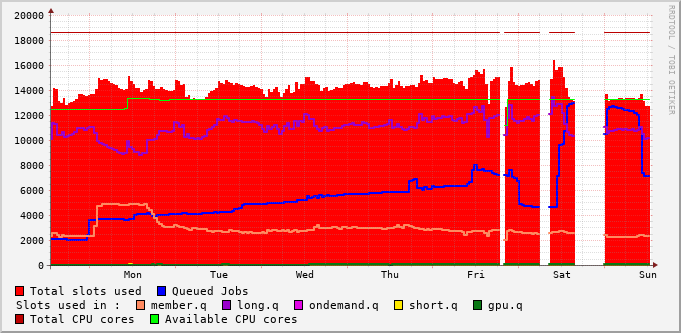 20000
18000
16000
14000
12000
10000
8000
6000
4000
2000
0
Mon Tue Wed Thu Fri Sat Sun
RRDTOOL / TOBI OETIKER
Total slots used Queued Jobs
Slots used in : member.q long.q ondemand.q short.q gpu.q
Total CPU cores Available CPU cores